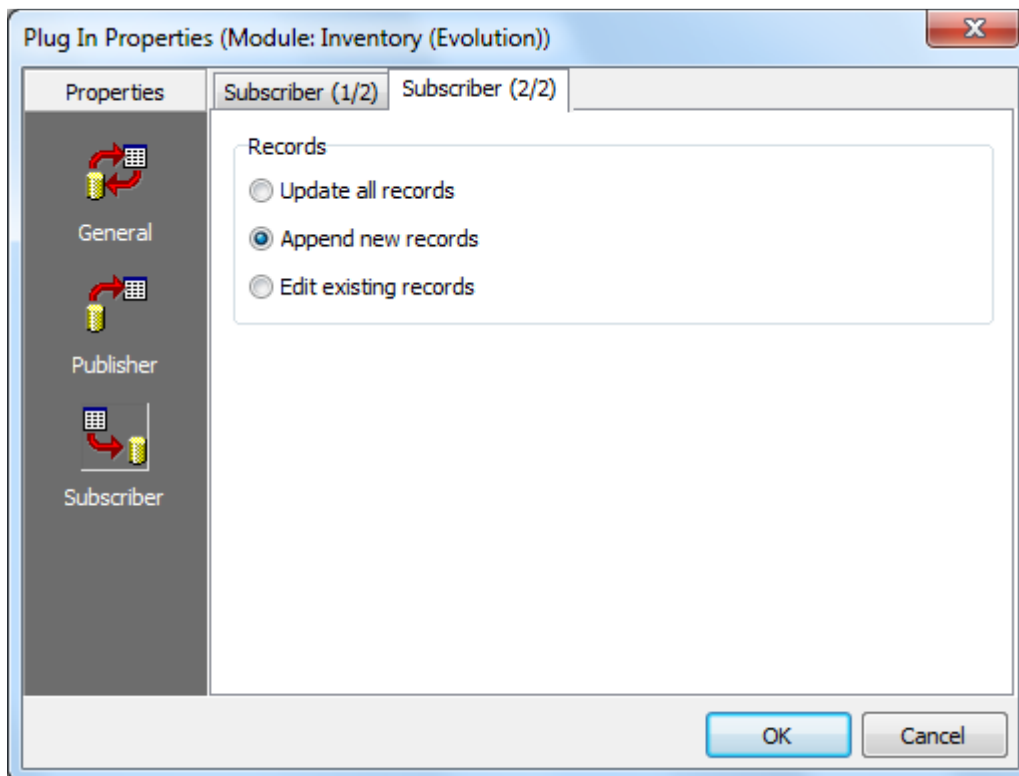 Plug In Properties (Module: Inventory (Evolution))
Properties
Subscriber (1/2)
Subscriber (2/2)
General
Publisher
Subscriber
Records
Update all records
Append new records
Edit existing records
OK
Cancel